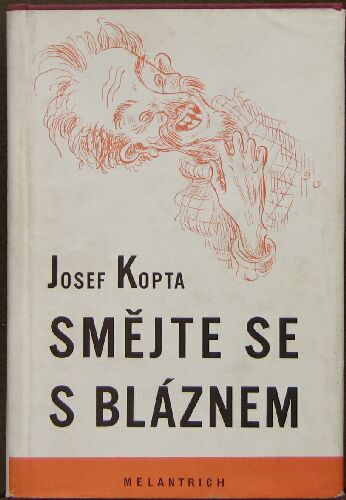 JOSEF KOPTA
SMĚJTE SE
S BLÁZNEM
MELANTRICH